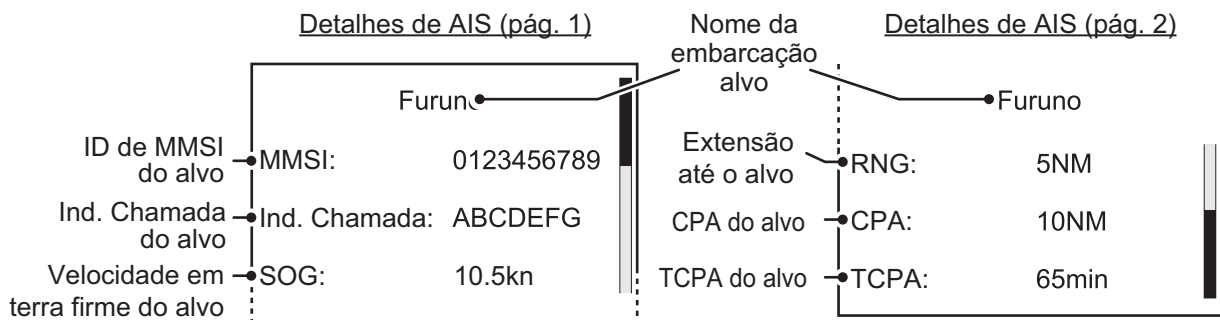 Detalhes de AIS (pág. 1)
Furuno
ID de MMSI
do alvo
MMSI: 0123456789
Ind. Chamada
do alvo
Ind. Chamada: ABCDEFG
Velocidade em
terra firme do alvo
SOG: 10.5kn
Nome da
embarcação
alvo
Detalhes de AIS (pág. 2)
Furuno
Extensão
até o alvo
RNG: 5NM
CPA do alvo
CPA: 10NM
TCPA do alvo
TCPA: 65min